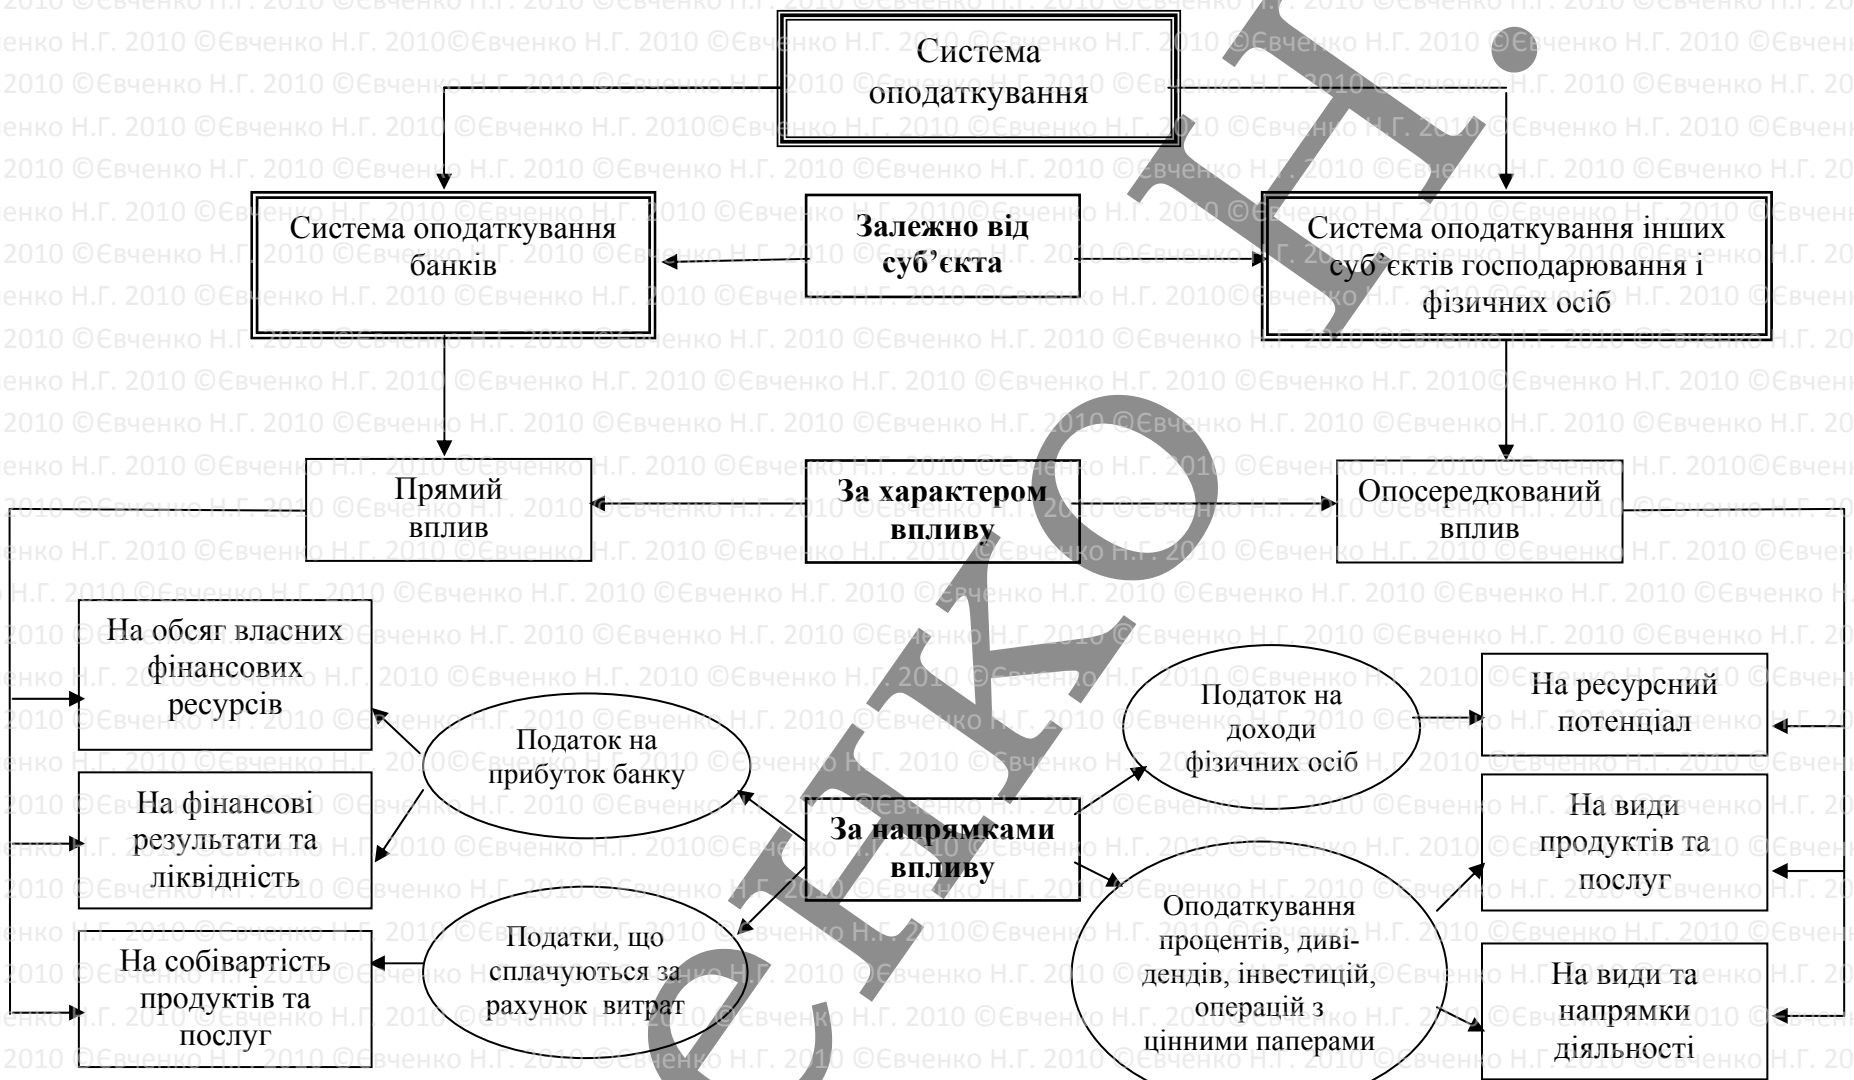 Система
оподаткування
Система оподаткування
банків
Залежно від
суб’єкта
Система оподаткування інших
суб’єктів господарювання і
фізичних осіб
Прямий
вплив
За характером
впливу
Опосередкований
вплив
На обсяг власних
фінансових
ресурсів
Податок на
прибуток банку
На фінансові
результати та
ліквідність
Податки, що
сплачуються за
рахунок витрат
На собівартість
продуктів та
послуг
За напрямками
впливу
Податок на
доходи
фізичних осіб
На ресурсний
потенціал
На види
продуктів та
послуг
Оподаткування
процентів, диві-
дендів, інвестицій,
операцій з
цінними паперами
На види та
напрямки
діяльності
©Євченко Н.Г. 2010
енко Н.